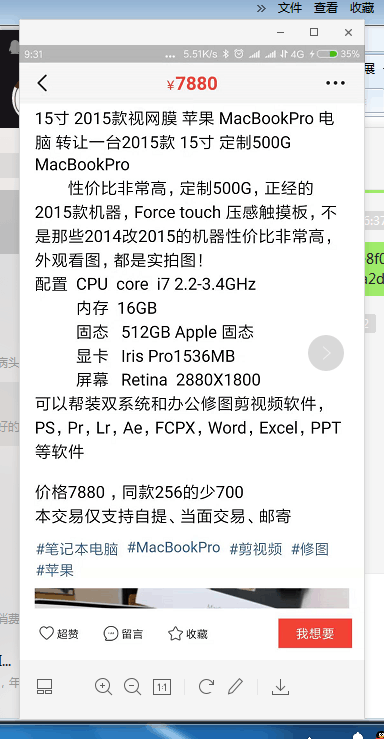 文件 查看 收藏
9:31 ... 5.51K/s 4G 35%
¥7880
15寸 2015款视网膜 苹果 MacBookPro 电
脑 转让一台2015款 15寸 定制500G
MacBookPro
性价比非常高，定制500G，正经的
2015款机器，Force touch 压感触摸板，不
是那些2014改2015的机器性价比非常高，
外观看图，都是实拍图！
配置 CPU core i7 2.2-3.4GHz
内存 16GB
固态 512GB Apple 固态
显卡 Iris Pro1536MB
屏幕 Retina 2880X1800
可以帮装双系统和办公修图剪视频软件，
PS，Pr，Lr，Ae，FCPX，Word，Excel，PPT
等软件
价格7880 ，同款256的少700
本交易仅支持自提、当面交易、邮寄
#笔记本电脑 #MacBookPro #剪视频 #修图
#苹果
超赞 留言 收藏 我想要
1:1